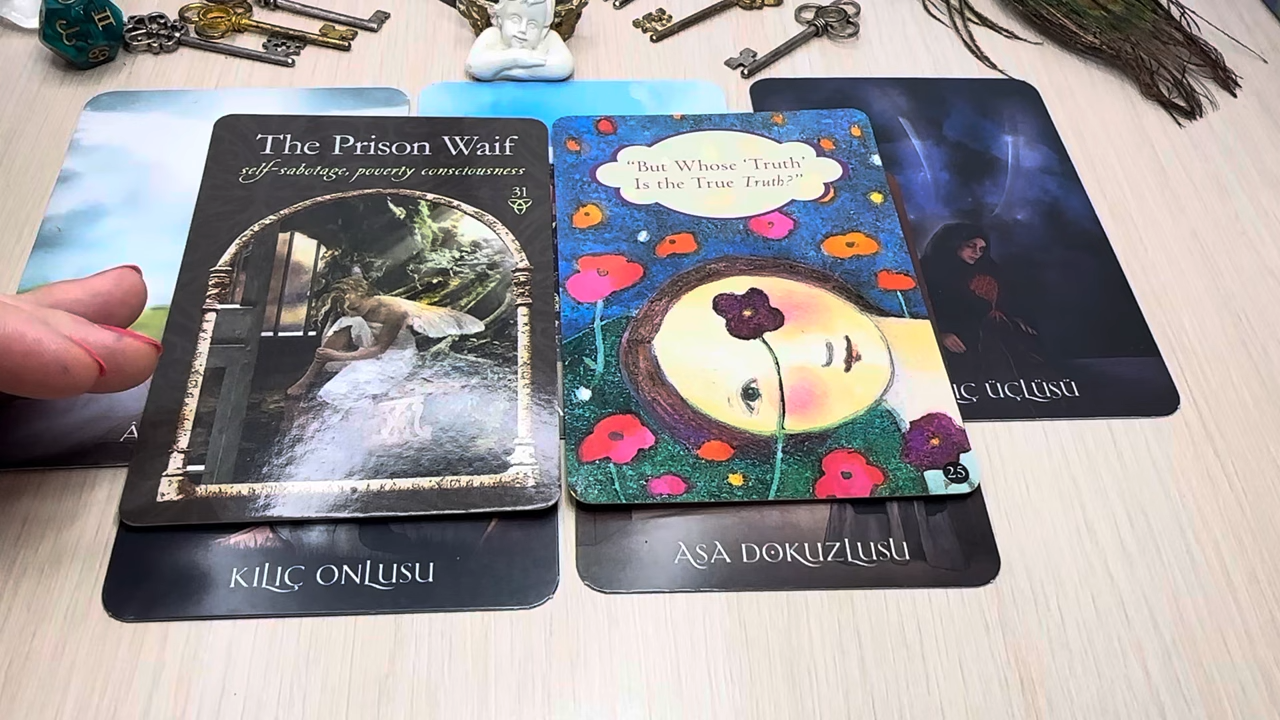 The Prison Waif
self-sabotage, poverty consciousness
31
"But Whose 'Truth'
Is the True Truth?"
25
IÇ ÜÇLÜSÜ
KILIÇ ONLUSU
ASA DOKUZLUSU